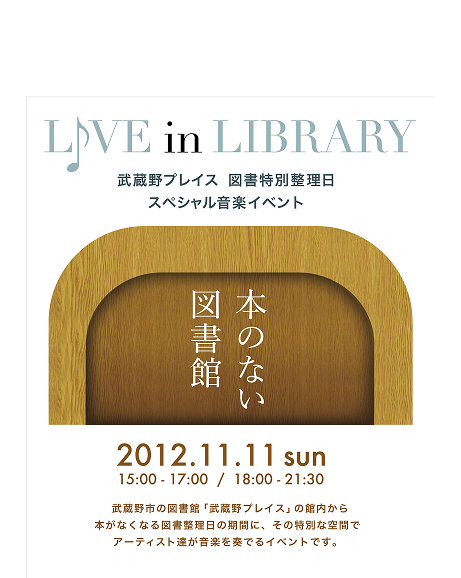 LIVE in LIBRARY
武蔵野プレイス 図書特別整理日
スペシャル音楽イベント
本のない
図書館
2012.11.11 sun
15:00 - 17:00 / 18:00 - 21:30
武蔵野市の図書館「武蔵野プレイス」の館内から
本がなくなる図書整理日の期間に、その特別な空間で
アーティスト達が音楽を奏でるイベントです。